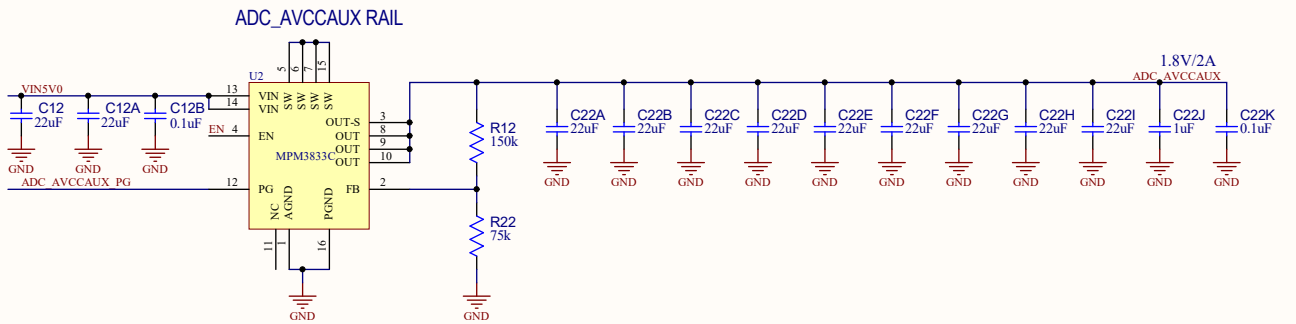 ADC_AVCCAUX RAIL
U2
5
6
7
15
SW
SW
SW
SW
VIN5V0
13
VIN
14
VIN
C12
22uF
C12A
22uF
C12B
0.1uF
EN
4
EN
GND
GND
GND
ADC_AVCCAUX_PG
12
PG
MPM3833C
OUT-S
3
OUT
8
OUT
9
OUT
10
FB
2
NC
AGND
PGND
11
1
16
GND
R12
150k
R22
75k
GND
1.8V/2A
ADC_AVCCAUX
C22A
22uF
C22B
22uF
C22C
22uF
C22D
22uF
C22E
22uF
C22F
22uF
C22G
22uF
C22H
22uF
C22I
22uF
C22J
1uF
C22K
0.1uF
GND
GND
GND
GND
GND
GND
GND
GND
GND
GND
GND